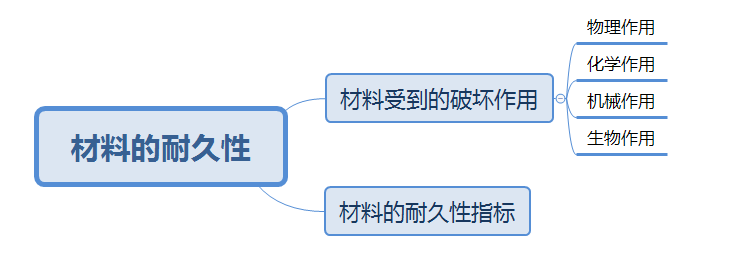 材料的耐久性
材料受到的破坏作用
物理作用
化学作用
机械作用
生物作用
材料的耐久性指标